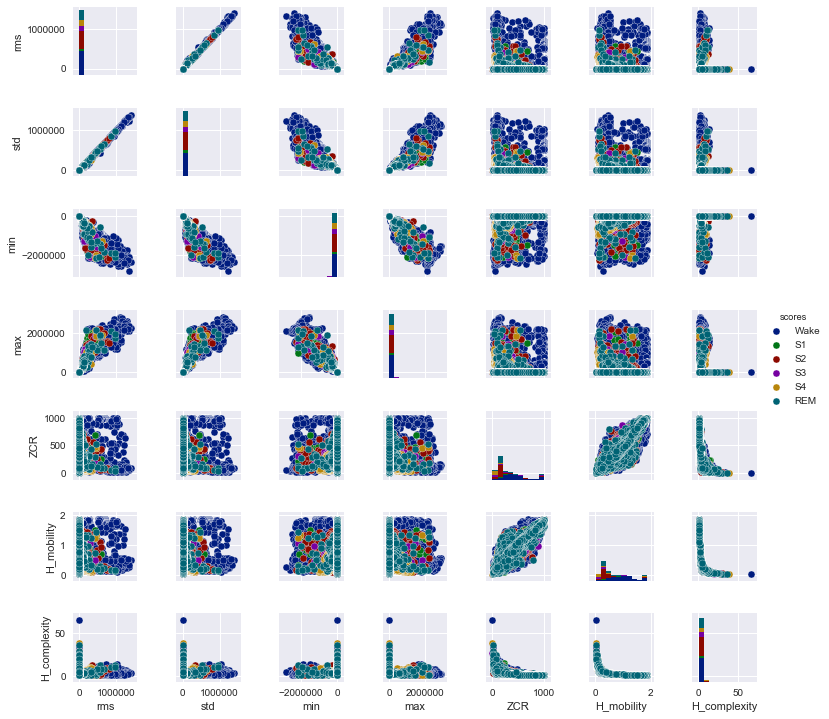 rms
1000000
0
std
1000000
0
min
0
−2000000
max
2000000
0
scores
Wake
S1
S2
S3
S4
REM
ZCR
1000
500
0
H_mobility
2
1
0
H_complexity
50
0
0 1000000
0 1000000
−2000000 0
0 2000000
0 1000
0 2
0 50
rms std min max ZCR H_mobility H_complexity